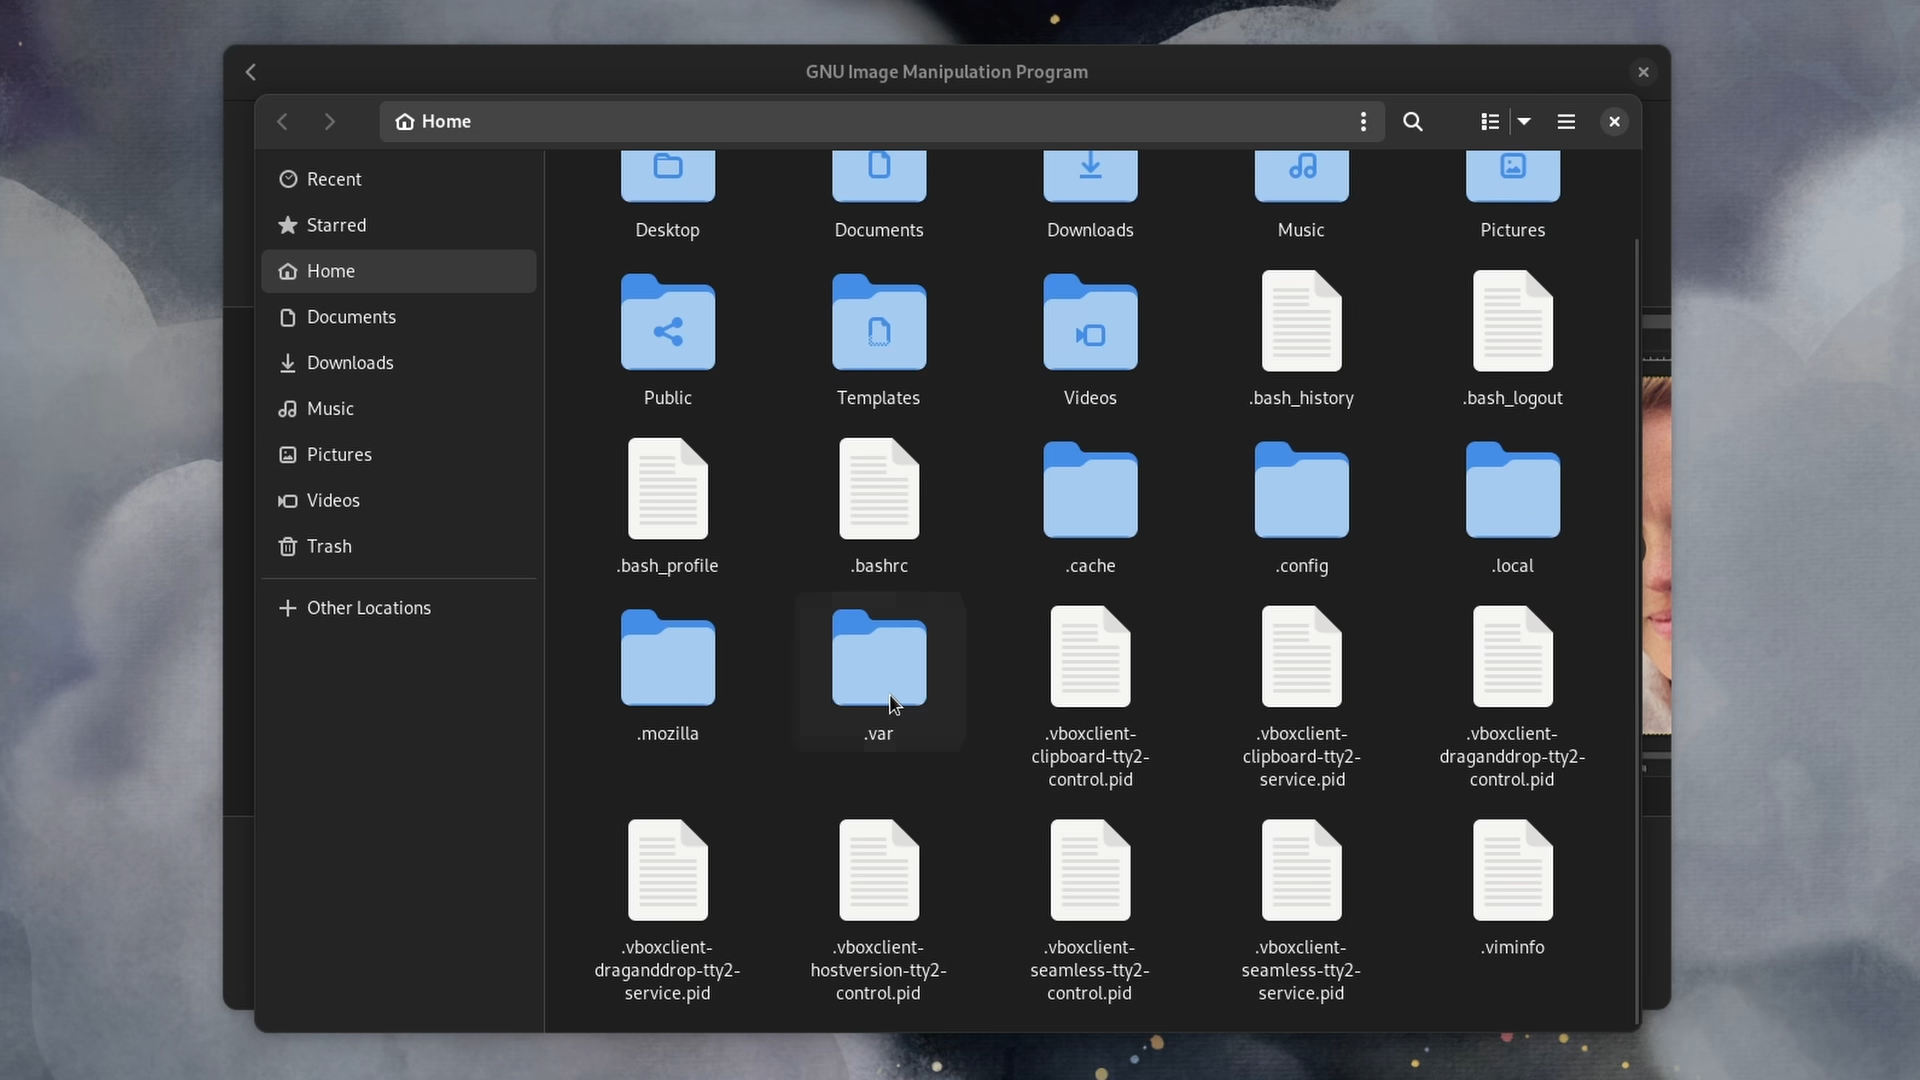 GNU Image Manipulation Program
Home
Recent
Starred
Home
Documents
Downloads
Music
Pictures
Videos
Trash
Other Locations
Desktop
Documents
Downloads
Music
Pictures
Public
Templates
Videos
.bash_history
.bash_logout
.bash_profile
.bashrc
.cache
.config
.local
.mozilla
.var
.vboxclient-
clipboard-tty2-
control.pid
.vboxclient-
clipboard-tty2-
service.pid
.vboxclient-
draganddrop-tty2-
control.pid
.vboxclient-
draganddrop-tty2-
service.pid
.vboxclient-
hostversion-tty2-
control.pid
.vboxclient-
seamless-tty2-
control.pid
.vboxclient-
seamless-tty2-
service.pid
.viminfo